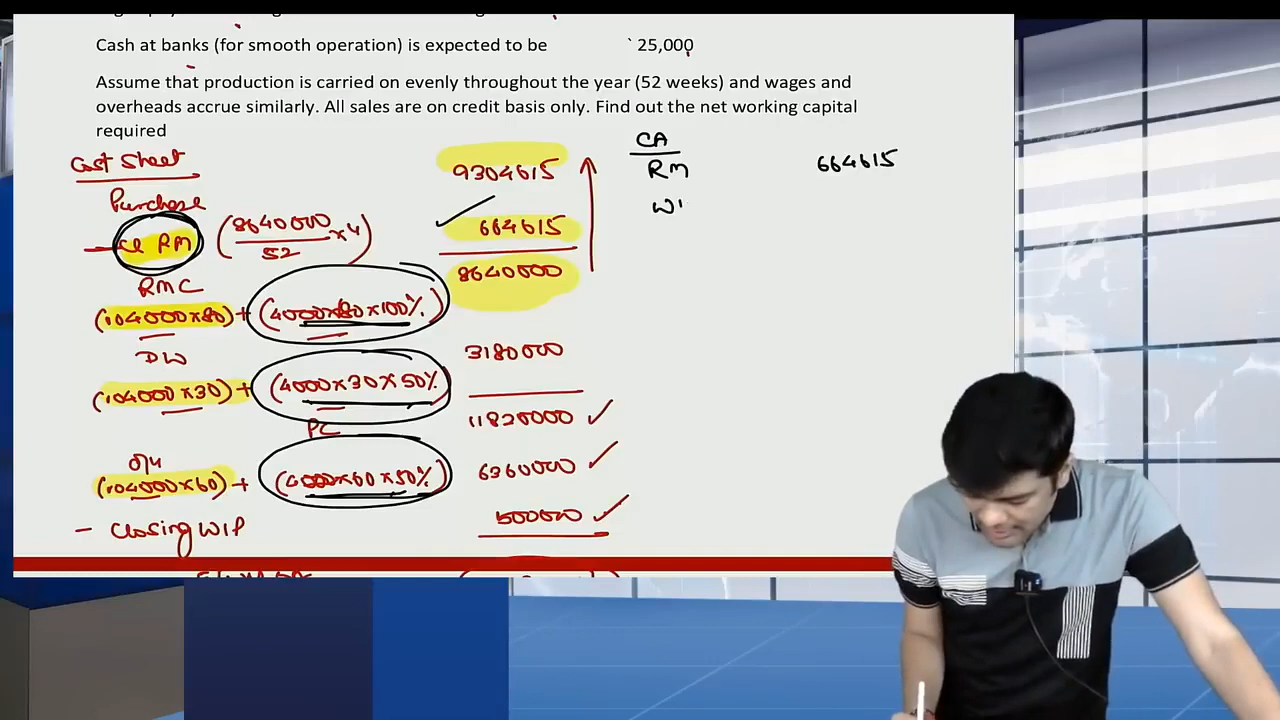 Cash at banks (for smooth operation) is expected to be ` 25,000
Assume that production is carried on evenly throughout the year (52 weeks) and wages and
overheads accrue similarly. All sales are on credit basis only. Find out the net working capital
required
Cost Sheet
Purchase 9304615
- Cl RM (8640000/52 x 4) 664615
8640000
RMC
(104000x80) + (4000x80x100%)
DW 3180000
(104000x30) + (4000x30x50%)
PC 11820000
O/H 6360000
(104000x60) + (4000x60x50%)
- Closing WIP 500000
CA
RM 664615
WI